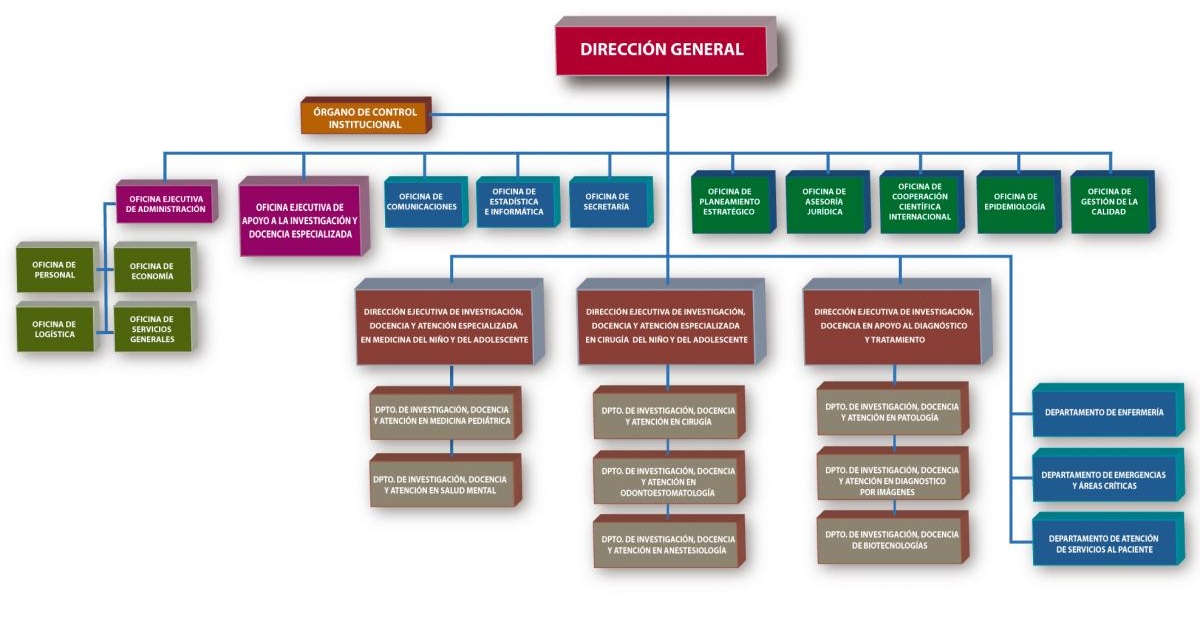 DIRECCIÓN GENERAL
ÓRGANO DE CONTROL
INSTITUCIONAL
OFICINA EJECUTIVA
DE ADMINISTRACIÓN
OFICINA EJECUTIVA DE
APOYO A LA INVESTIGACIÓN Y
DOCENCIA ESPECIALIZADA
OFICINA DE
COMUNICACIONES
OFICINA DE
ESTADÍSTICA
E INFORMÁTICA
OFICINA DE
SECRETARÍA
OFICINA DE
PLANEAMIENTO
ESTRATÉGICO
OFICINA DE
ASESORÍA
JURÍDICA
OFICINA DE
COOPERACIÓN
CIENTÍFICA
INTERNACIONAL
OFICINA DE
EPIDEMIOLOGÍA
OFICINA DE
GESTIÓN DE LA
CALIDAD
OFICINA DE
PERSONAL
OFICINA DE
ECONOMÍA
OFICINA DE
LOGÍSTICA
OFICINA DE
SERVICIOS
GENERALES
DIRECCIÓN EJECUTIVA DE INVESTIGACIÓN,
DOCENCIA Y ATENCIÓN ESPECIALIZADA
EN MEDICINA DEL NIÑO Y DEL ADOLESCENTE
DIRECCIÓN EJECUTIVA DE INVESTIGACIÓN,
DOCENCIA Y ATENCIÓN ESPECIALIZADA
EN CIRUGÍA DEL NIÑO Y DEL ADOLESCENTE
DIRECCIÓN EJECUTIVA DE INVESTIGACIÓN,
DOCENCIA EN APOYO AL DIAGNÓSTICO
Y TRATAMIENTO
DPTO. DE INVESTIGACIÓN, DOCENCIA
Y ATENCIÓN EN MEDICINA PEDIÁTRICA
DPTO. DE INVESTIGACIÓN, DOCENCIA
Y ATENCIÓN EN SALUD MENTAL
DPTO. DE INVESTIGACIÓN, DOCENCIA
Y ATENCIÓN EN CIRUGÍA
DPTO. DE INVESTIGACIÓN, DOCENCIA
Y ATENCIÓN EN
ODONTOESTOMATOLOGÍA
DPTO. DE INVESTIGACIÓN, DOCENCIA
Y ATENCIÓN EN ANESTESIOLOGÍA
DPTO. DE INVESTIGACIÓN, DOCENCIA
Y ATENCIÓN EN PATOLOGÍA
DPTO. DE INVESTIGACIÓN, DOCENCIA
Y ATENCIÓN EN DIAGNOSTICO
POR IMÁGENES
DPTO. DE INVESTIGACIÓN, DOCENCIA
DE BIOTECNOLOGÍAS
DEPARTAMENTO DE ENFERMERÍA
DEPARTAMENTO DE EMERGENCIAS
Y ÁREAS CRÍTICAS
DEPARTAMENTO DE ATENCIÓN
DE SERVICIOS AL PACIENTE